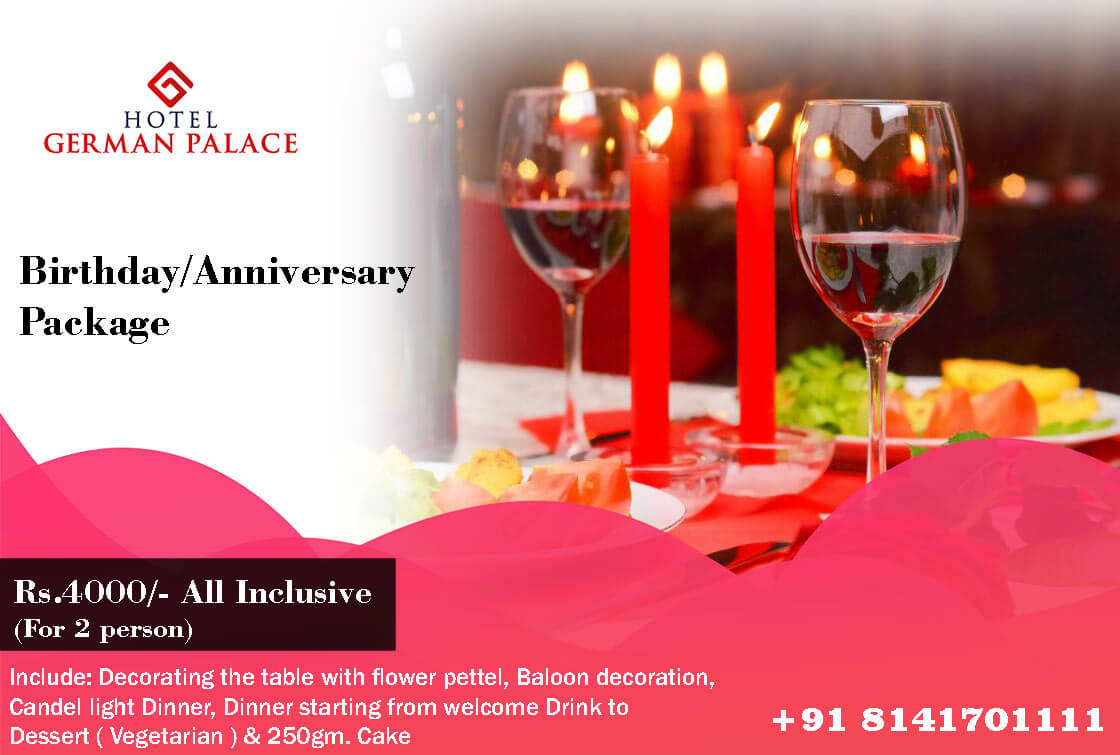 HOTEL
GERMAN PALACE
Birthday/Anniversary
Package
Rs.4000/- All Inclusive
(For 2 person)
Include: Decorating the table with flower pettel, Baloon decoration,
Candel light Dinner, Dinner starting from welcome Drink to
Dessert ( Vegetarian ) & 250gm. Cake
+91 8141701111